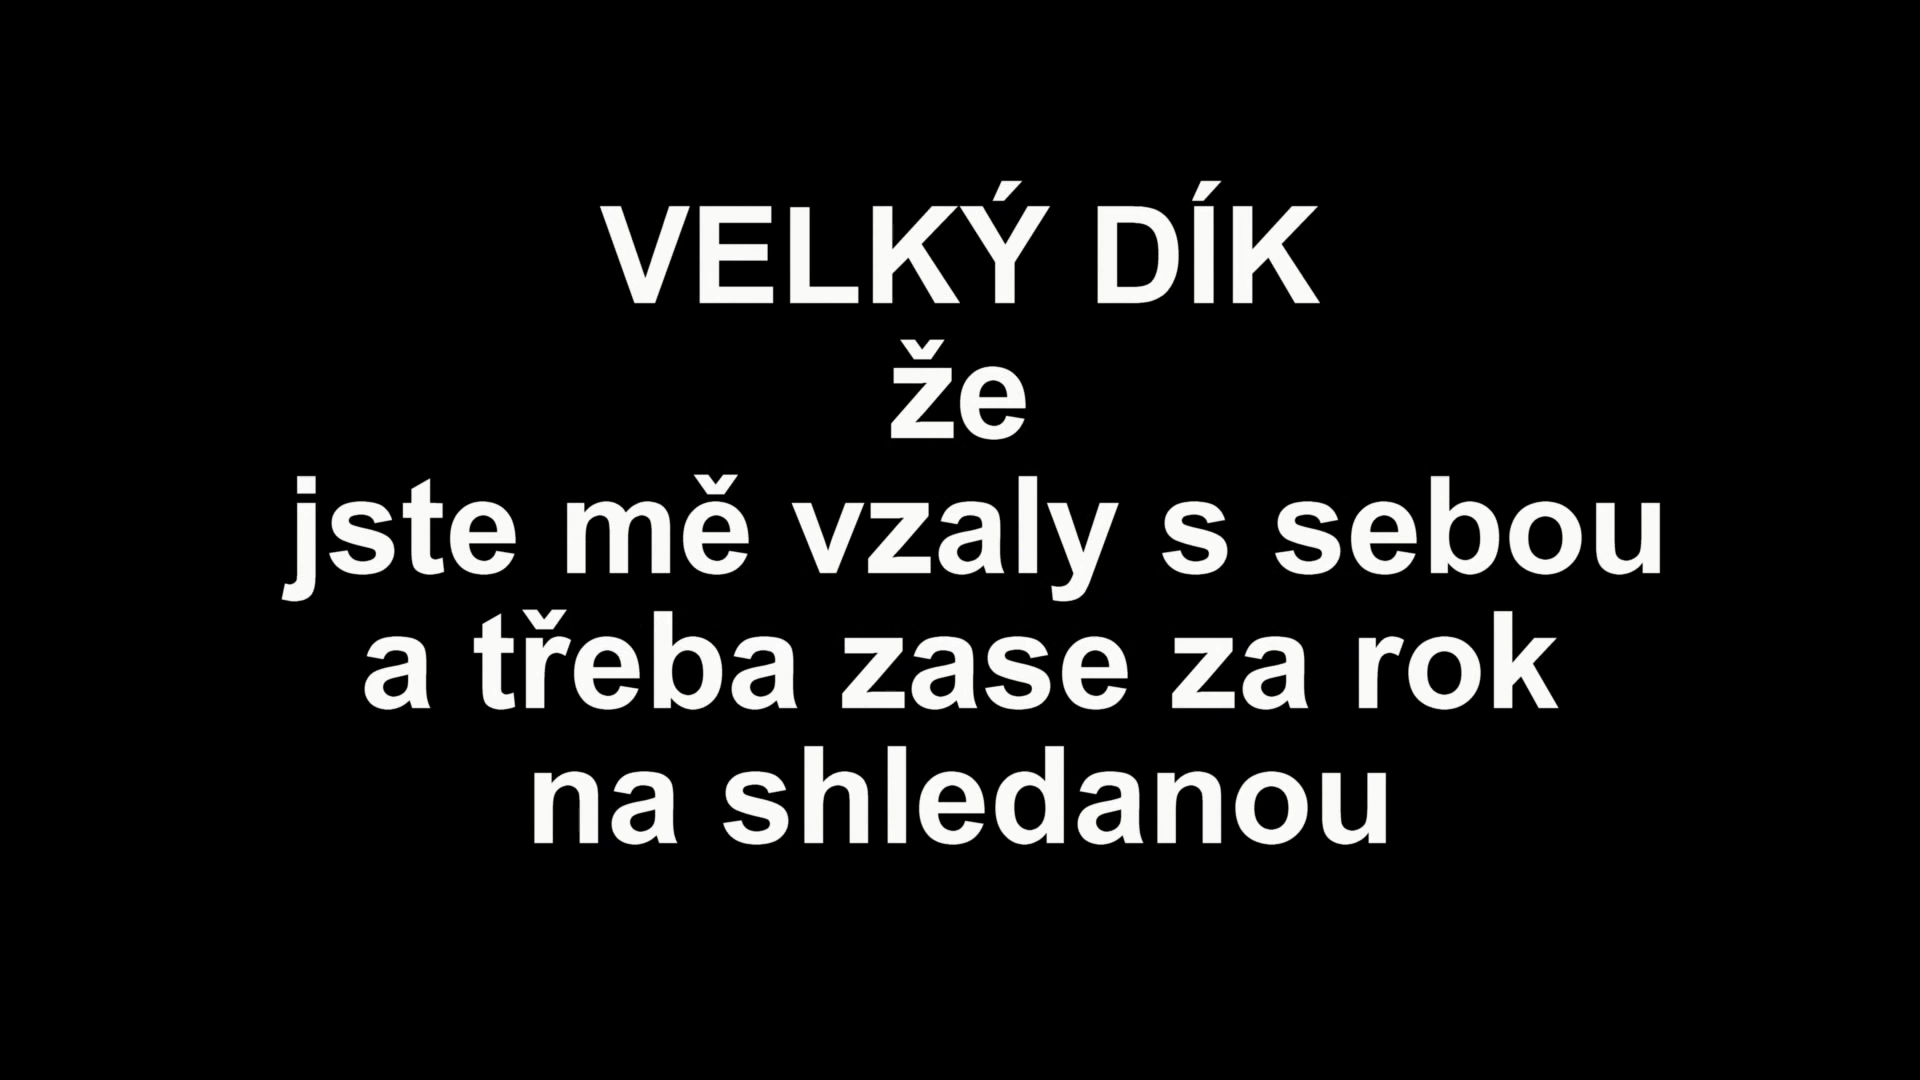 VELKÝ DÍK
že
jste mě vzaly s sebou
a třeba zase za rok
na shledanou